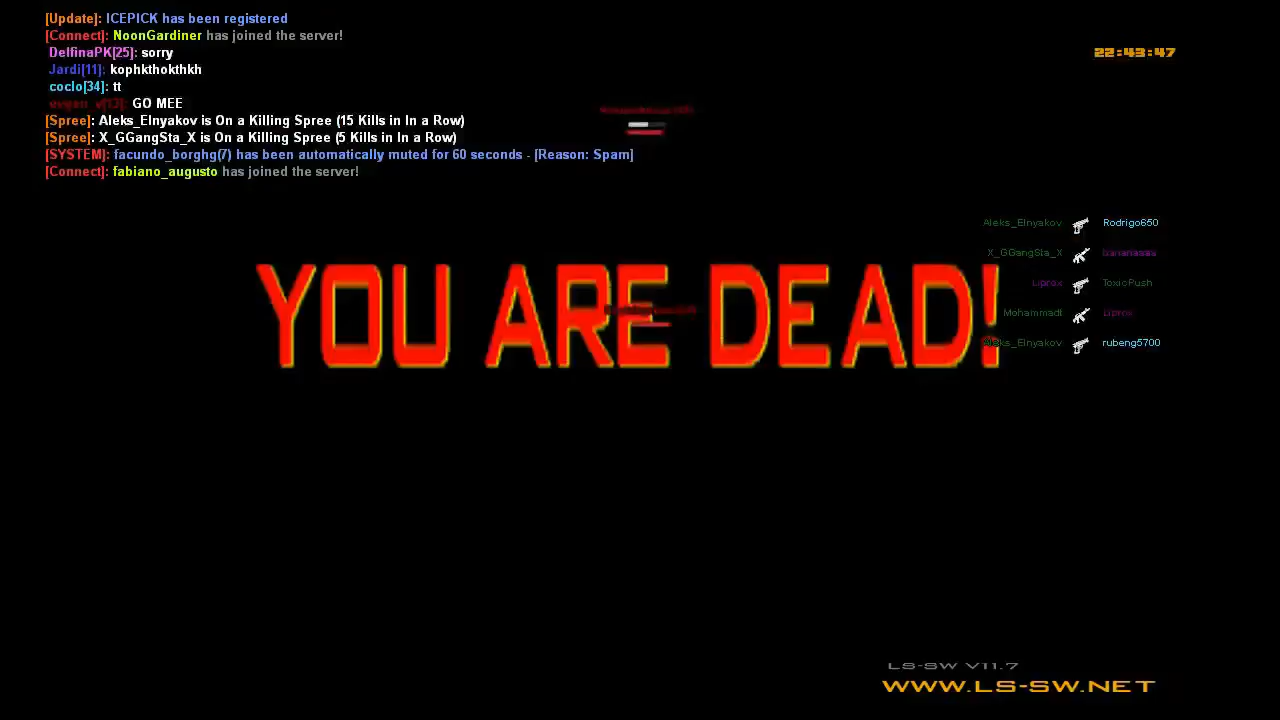 [Update]: ICEPICK has been registered
[Connect]: NoonGardiner has joined the server!
DelfinaPK[25]: sorry
Jardi[11]: kophkthokthkh
coclo[34]: tt
GO MEE
[Spree]: Aleks_Elnyakov is On a Killing Spree (15 Kills in In a Row)
[Spree]: X_GGangSta_X is On a Killing Spree (5 Kills in In a Row)
[SYSTEM]: facundo_borghg(7) has been automatically muted for 60 seconds - [Reason: Spam]
[Connect]: fabiano_augusto has joined the server!
22:43:47
Aleks_Elnyakov Rodrigo650
X_GGangSta_X
Liprox ToxicPush
Mohammadi Liprox
Aleks_Elnyakov rubeng5700
YOU ARE DEAD!
LS-SW V11.7
WWW.LS-SW.NET